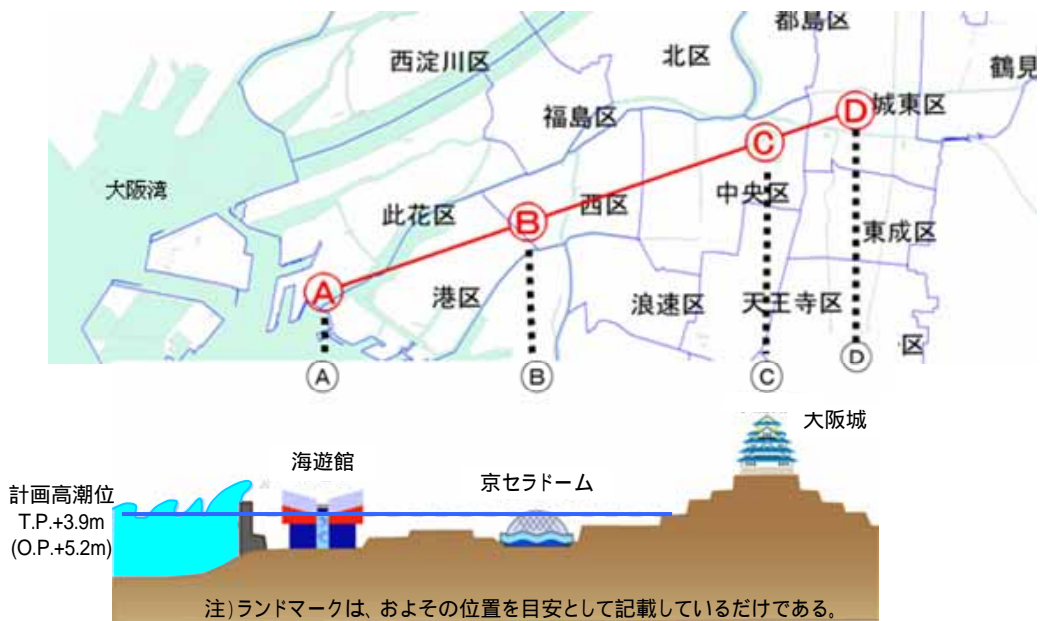 都島区
北区
鶴見
西淀川区
城東区
福島区
大阪湾
中央区
西区
此花区
東成区
港区
浪速区
天王寺区
区
A
B
C
D
Ⓐ
Ⓑ
Ⓒ
Ⓓ
大阪城
海遊館
京セラドーム
計画高潮位
T.P.+3.9m
(O.P.+5.2m)
注)ランドマークは、およその位置を目安として記載しているだけである。